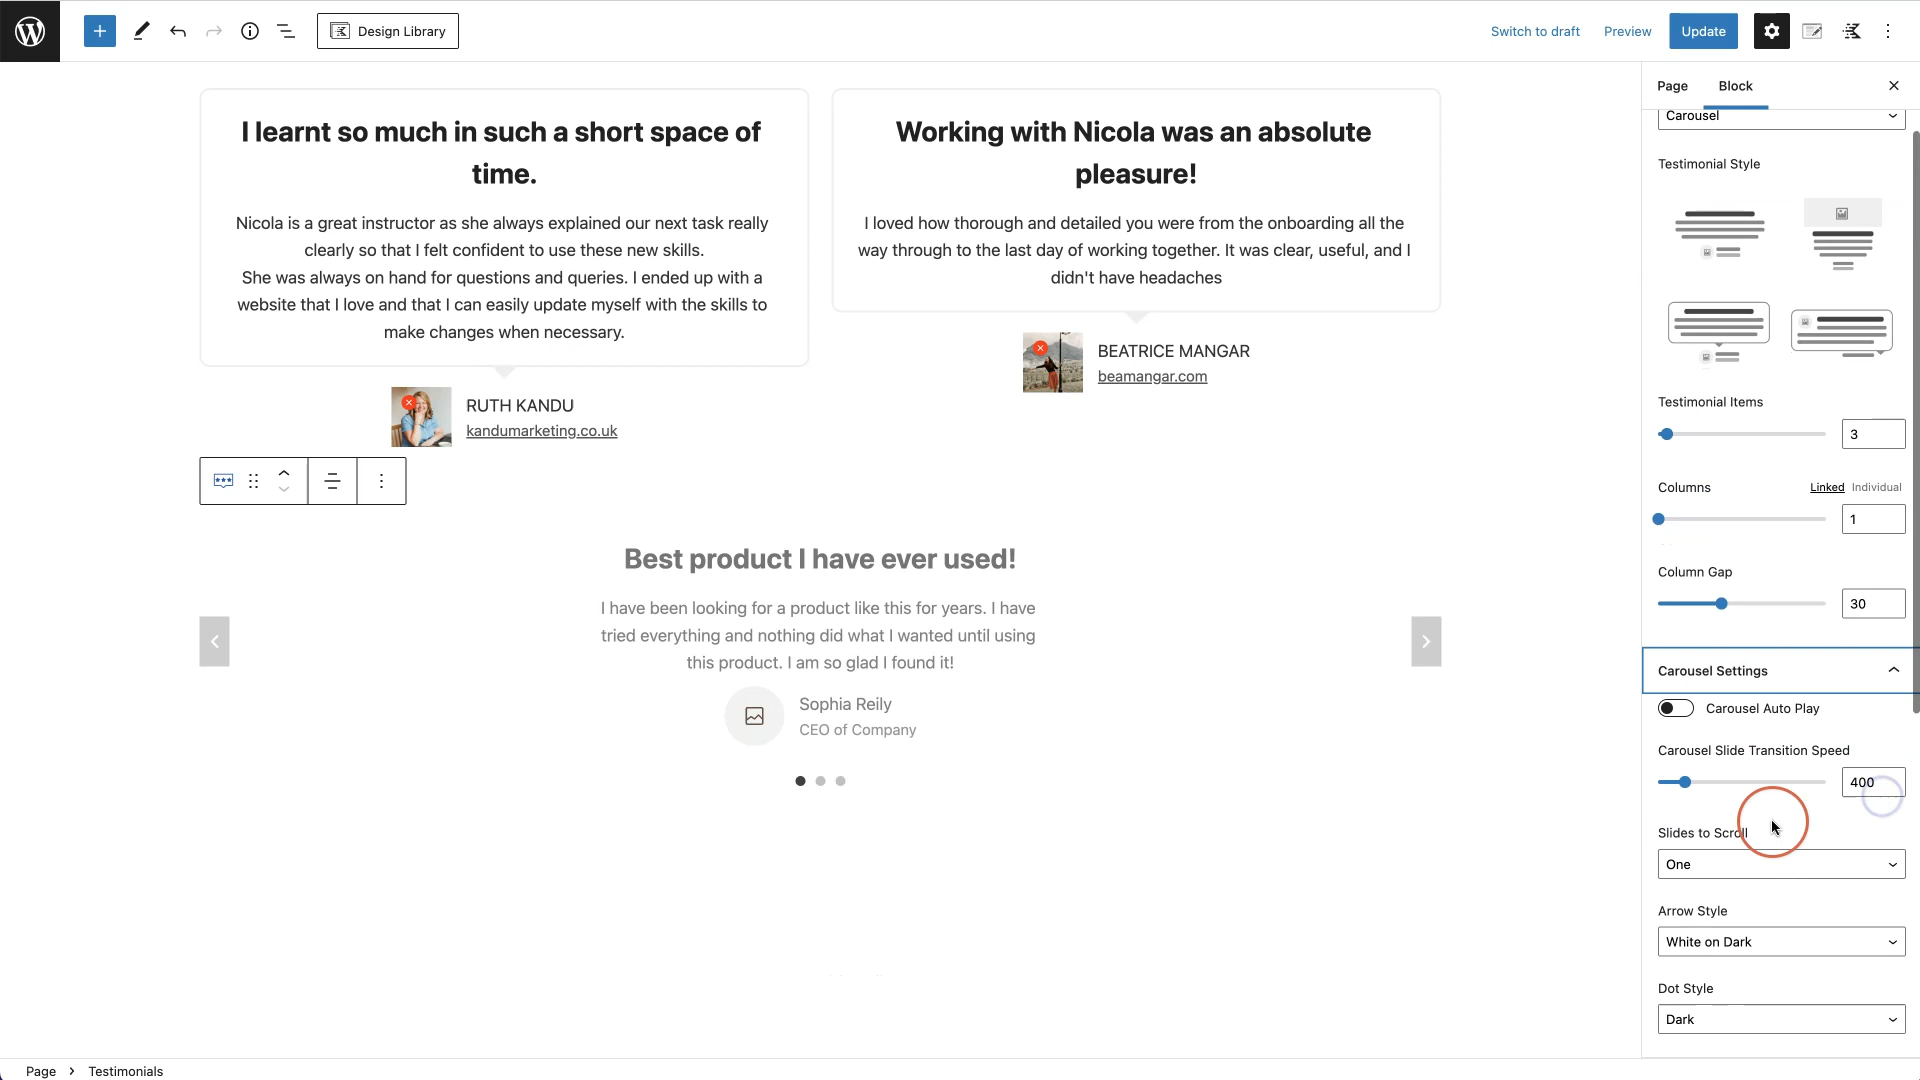 Design Library
Switch to draft
Preview
Update
I learnt so much in such a short space of
time.
Nicola is a great instructor as she always explained our next task really
clearly so that I felt confident to use these new skills.
She was always on hand for questions and queries. I ended up with a
website that I love and that I can easily update myself with the skills to
make changes when necessary.
RUTH KANDU
kandumarketing.co.uk
Working with Nicola was an absolute
pleasure!
I loved how thorough and detailed you were from the onboarding all the
way through to the last day of working together. It was clear, useful, and I
didn't have headaches
BEATRICE MANGAR
beamangar.com
Best product I have ever used!
I have been looking for a product like this for years. I have
tried everything and nothing did what I wanted until using
this product. I am so glad I found it!
Sophia Reily
CEO of Company
Page
Block
Carousel
Testimonial Style
Testimonial Items
3
Columns
Linked Individual
1
Column Gap
30
Carousel Settings
Carousel Auto Play
Carousel Slide Transition Speed
400
Slides to Scroll
One
Arrow Style
White on Dark
Dot Style
Dark
Page > Testimonials